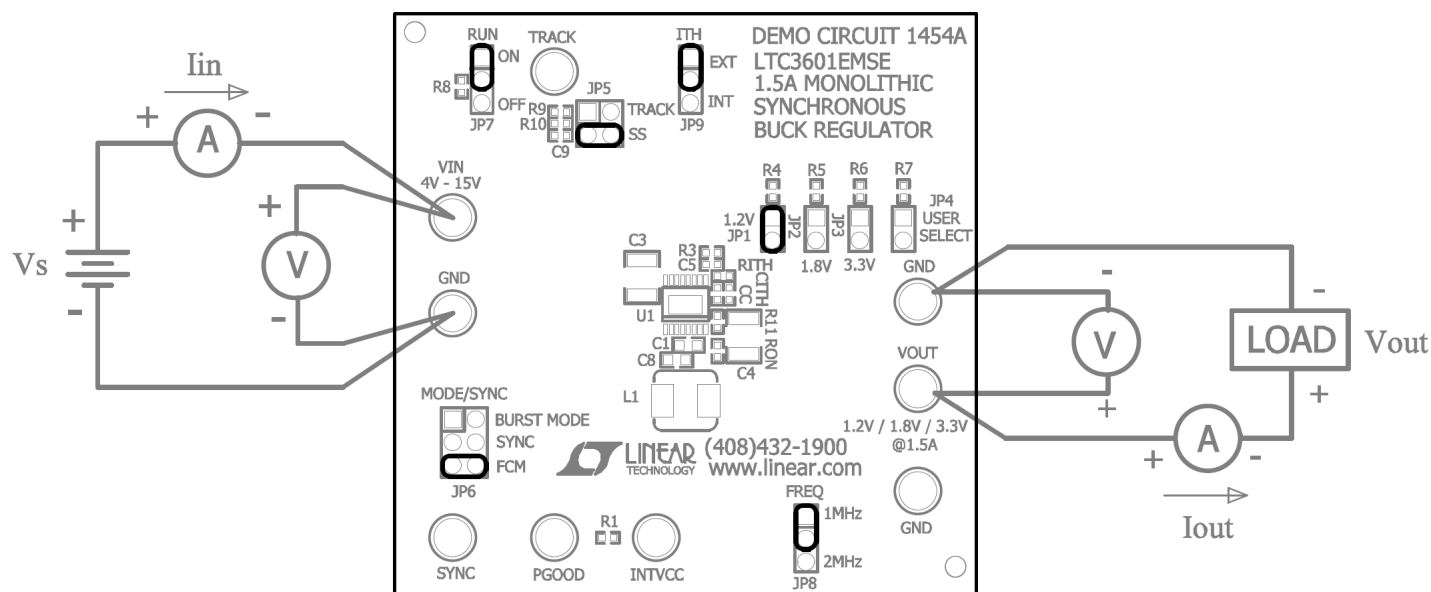 RUN
TRACK
ITH
DEMO CIRCUIT 1454A
LTC3601EMSE
1.5A MONOLITHIC
SYNCHRONOUS
BUCK REGULATOR
ON
EXT
R8
JP5
OFF
R9
TRACK
INT
R10
SS
JP7
C9
JP9
Iin
+
-
A
VIN
4V - 15V
R4
R5
R6
R7
JP4
USER
SELECT
1.2V
JP1
JP2
JP3
1.8V
3.3V
+
V
-
+
Vs
-
C3
R3
C5
RITH
CITH
CC
GND
U1
R11
RON
C1
C8
C4
L1
GND
-
V
+
-
LOAD
Vout
+
VOUT
1.2V / 1.8V / 3.3V
@1.5A
MODE/SYNC
BURST MODE
SYNC
FCM
JP6
LINEAR
TECHNOLOGY
(408)432-1900
www.linear.com
+
A
-
Iout
FREQ
1MHz
GND
R1
2MHz
SYNC
PGOOD
INTVCC
JP8